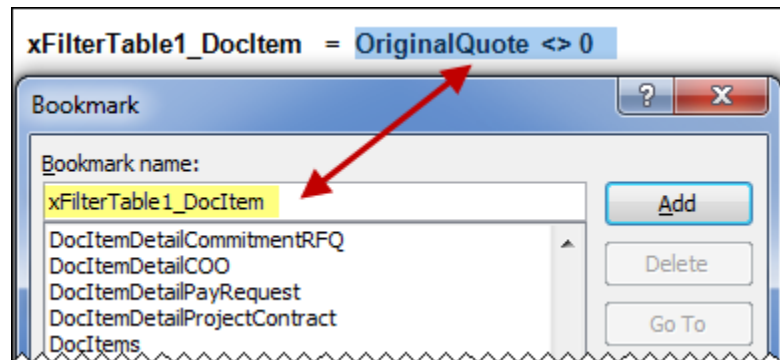 xFilterTable1_DocItem = OriginalQuote <> 0
Bookmark
? X
Bookmark name:
xFilterTable1_DocItem
Add
DocItemDetailCommitmentRFQ
DocItemDetailCOO
DocItemDetailPayRequest
DocItemDetailProjectContract
DocItems
Delete
Go To